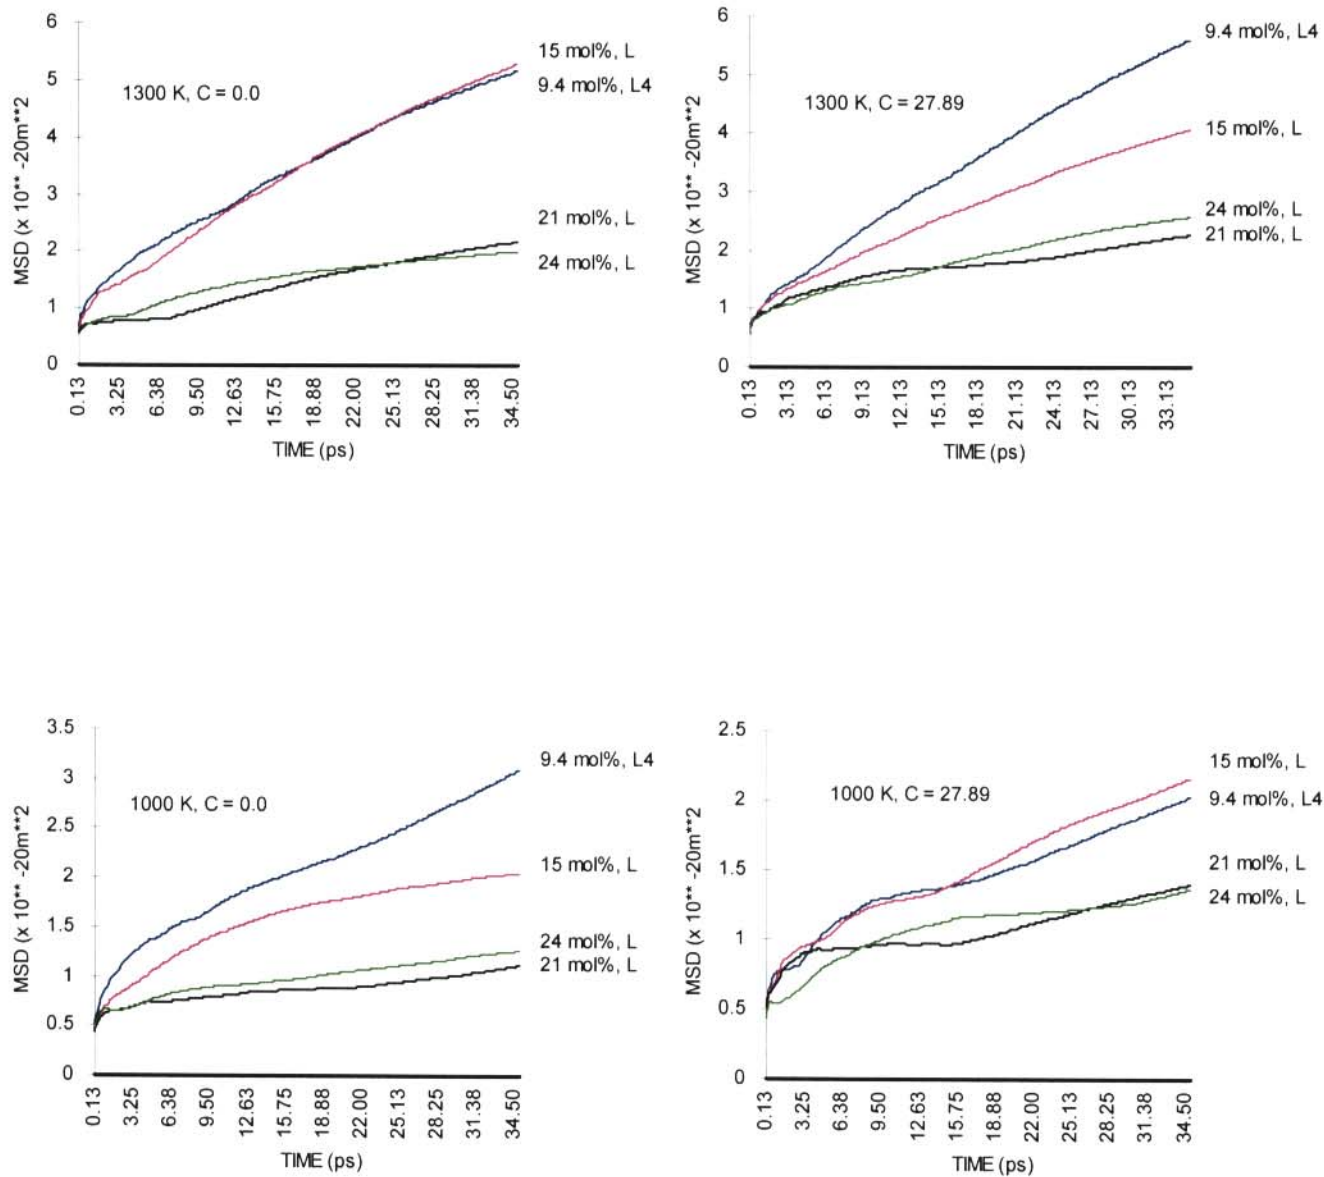 6
5
4
3
2
1
0
MSD (x 10** -20m**2
1300 K, C = 0.0
15 mol%, L
9.4 mol%, L4
21 mol%, L
24 mol%, L
0.13
3.25
6.38
9.50
12.63
15.75
18.88
22.00
25.13
28.25
31.38
34.50
TIME (ps)
6
5
4
3
2
1
0
MSD (x 10** -20m**2
1300 K, C = 27.89
9.4 mol%, L4
15 mol%, L
24 mol%, L
21 mol%, L
0.13
3.13
6.13
9.13
12.13
15.13
18.13
21.13
24.13
27.13
30.13
33.13
TIME (ps)
3.5
3
2.5
2
1.5
1
0.5
0
MSD (x 10** -20m**2
1000 K, C = 0.0
9.4 mol%, L4
15 mol%, L
24 mol%, L
21 mol%, L
0.13
3.25
6.38
9.50
12.63
15.75
18.88
22.00
25.13
28.25
31.38
34.50
TIME (ps)
2.5
2
1.5
1
0.5
0
MSD (x 10** -20m**2
1000 K, C = 27.89
15 mol%, L
9.4 mol%, L4
21 mol%, L
24 mol%, L
0.13
3.25
6.38
9.50
12.63
15.75
18.88
22.00
25.13
28.25
31.38
34.50
TIME (ps)